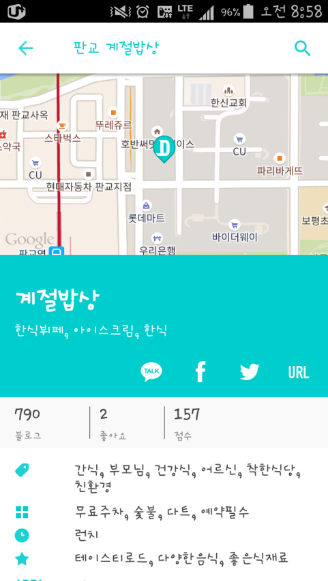 LTE 96% 오전 8:58
판교 계절밥상
한신교회
재 판교사옥
뚜레쥬르
스타벅스
호반써밋
이스
CU
소약국
CU
파리바게뜨
현대자동차 판교지점
롯데마트
보평초
바이더웨이
Google
우리은행
판교역
계절밥상
한식뷔페, 아이스크림, 한식
TALK
URL
790
2
157
블로그
좋아요
점수
간식, 부모님, 건강식, 어르신, 착한식당,
친환경
무료주차, 숯불, 다트, 예약필수
런치
테이스티로드, 다양한음식, 좋은식재료